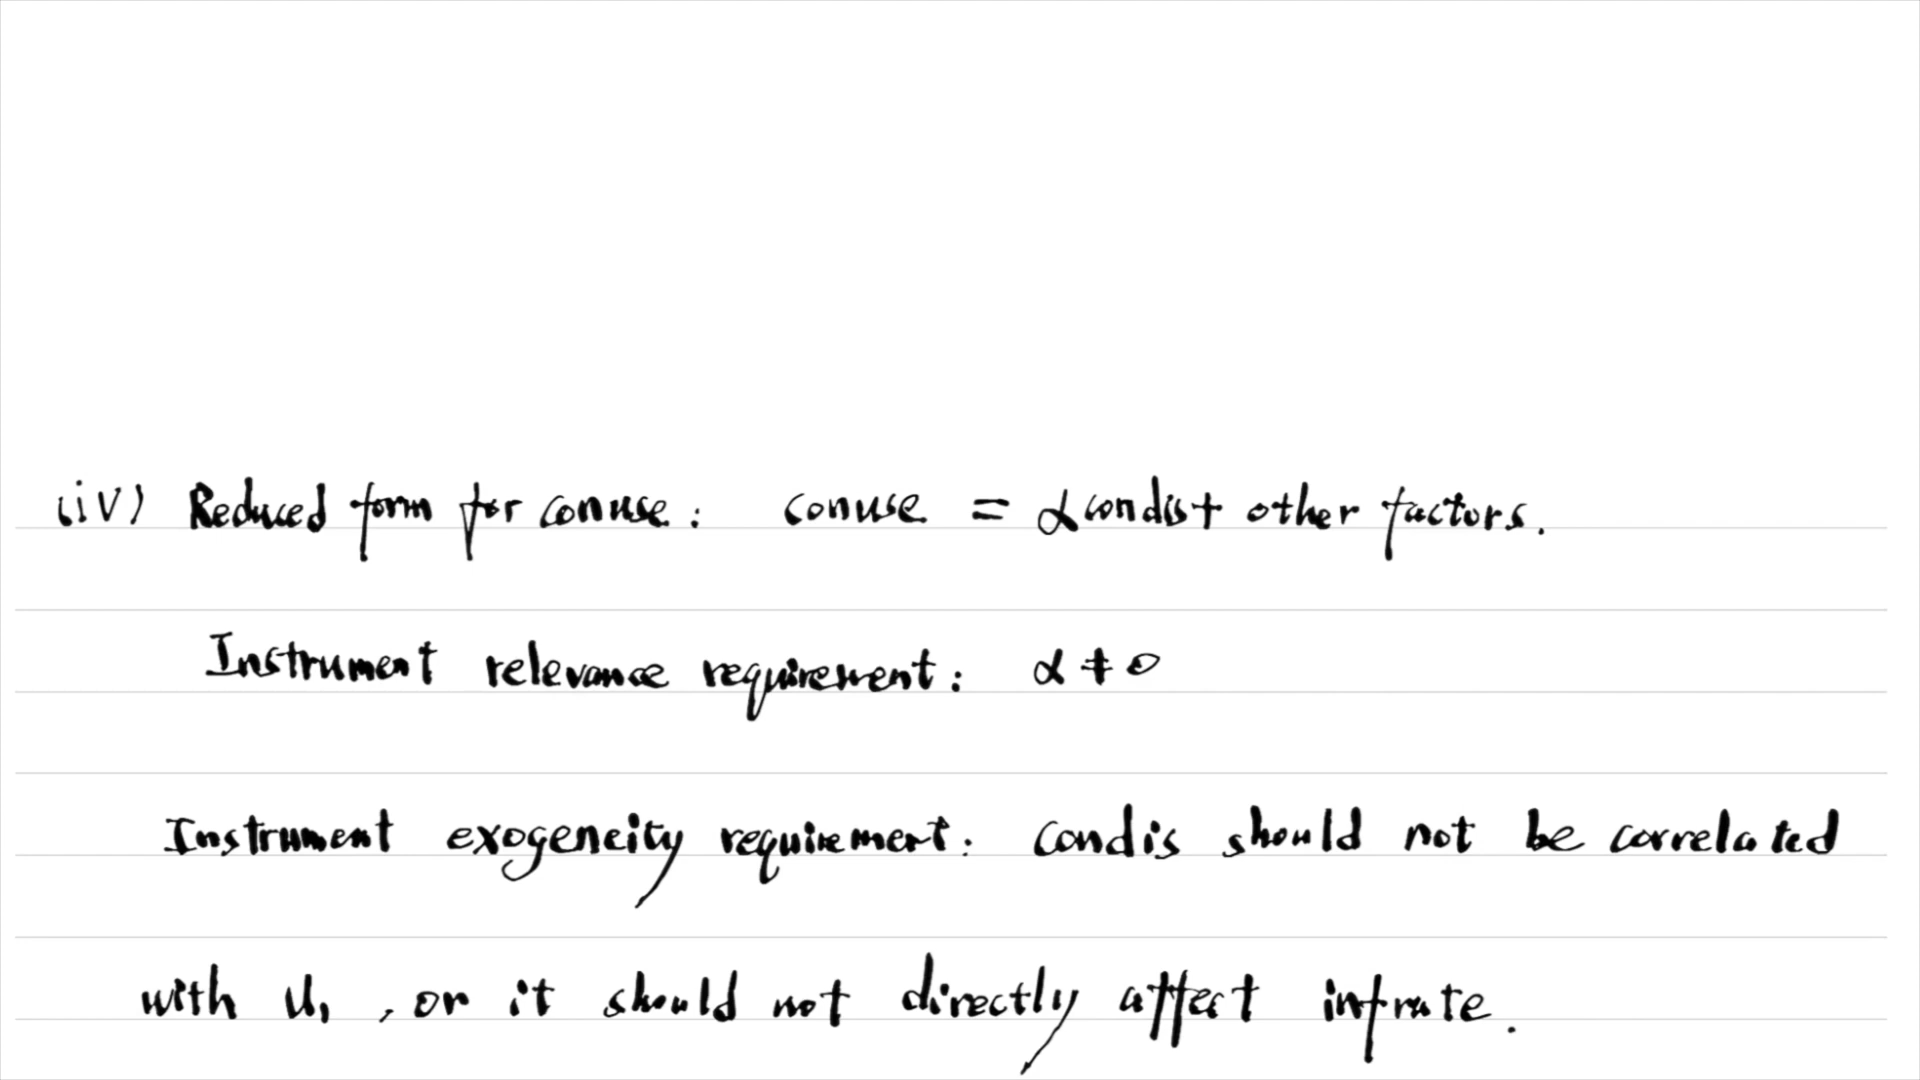 (iv) Reduced form for conuse : conuse = α condist + other factors.
Instrument relevance requirement : α ≠ 0
Instrument exogeneity requirement : condis should not be correlated
with u₁ , or it should not directly affect infrate .